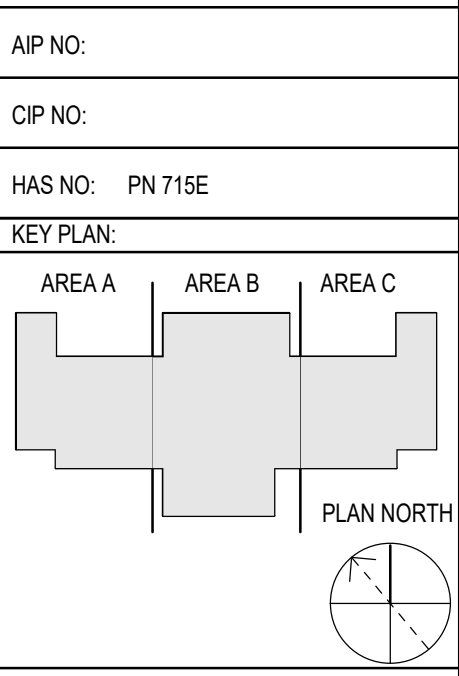 AIP NO:
CIP NO:
HAS NO: PN 715E
KEY PLAN:
AREA A AREA B AREA C
PLAN NORTH